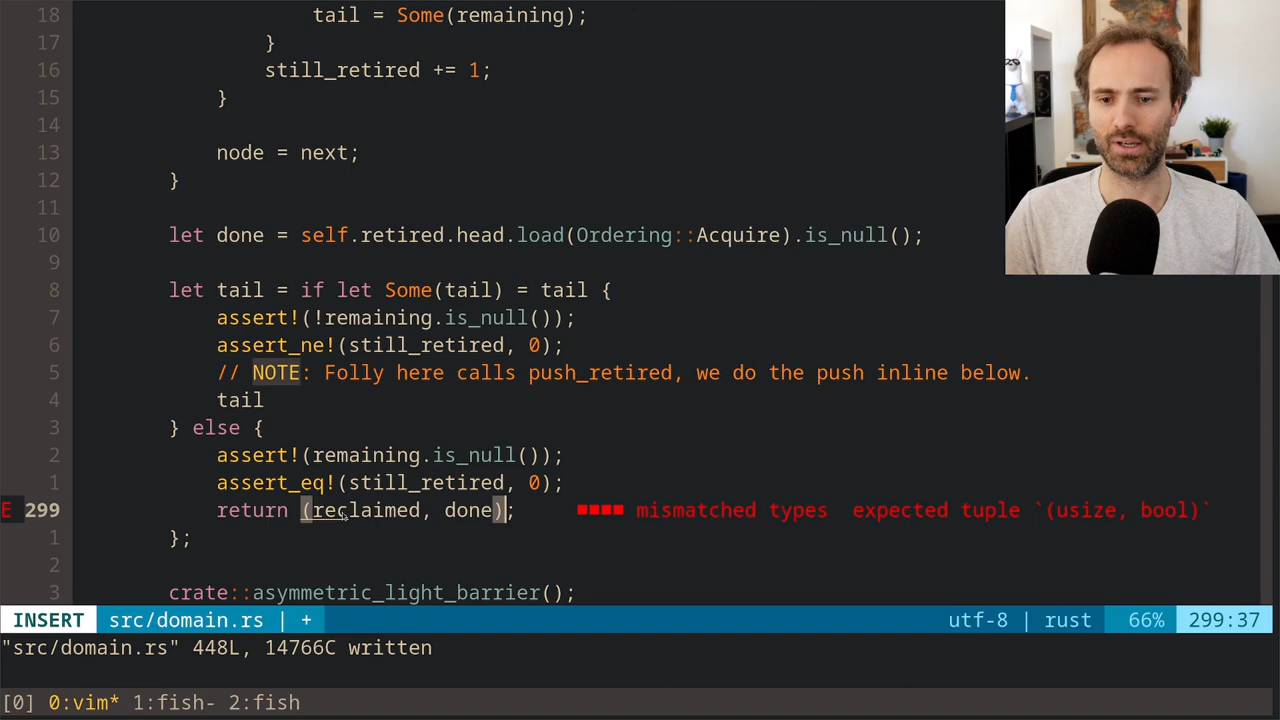 18                     tail = Some(remaining);
17                 }
16                 still_retired += 1;
15             }
14
13             node = next;
12         }
11
10         let done = self.retired.head.load(Ordering::Acquire).is_null();
9
8         let tail = if let Some(tail) = tail {
7             assert!(!remaining.is_null());
6             assert_ne!(still_retired, 0);
5             // NOTE: Folly here calls push_retired, we do the push inline below.
4             tail
3         } else {
2             assert!(remaining.is_null());
1             assert_eq!(still_retired, 0);
E 299             return (reclaimed, done);     ■■■■ mismatched types  expected tuple `(usize, bool)`
1         };
2
3         crate::asymmetric_light_barrier();
INSERT src/domain.rs | + utf-8 | rust 66% 299:37
"src/domain.rs" 448L, 14766C written
[0] 0:vim* 1:fish- 2:fish